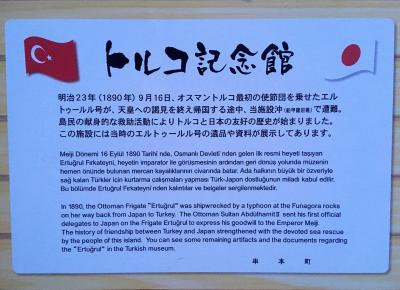 トルコ記念館
明治23年(1890年)9月16日、オスマントルコ最初の使節団を乗せたエル
トゥールル号が、天皇への謁見を終え帰国する途中、当施設沖(船甲羅岩礁)で遭難。
島民の献身的な救助活動によりトルコと日本の友好の歴史が始まりました。
この施設には当時のエルトゥールル号の遺品や資料が展示してあります。
Meiji Dönemi 16 Eylül 1890 Tarihi'nde, Osmanlı Devleti'nden gelen ilk resmi heyeti taşıyan
Ertuğrul Fırkateyni, heyetin imparator ile görüşmesinin ardından geri dönüş yolunda müzenin
hemen önünde bulunan mercan kayalıklarının civarında batar. Ada halkının büyük bir özveriyle
sağ kalan Türkler için kurtarma çalışmaları yapması Türk-Japon dostluğunun miladı kabul edilir.
Bu bölümde Ertuğrul Fırkateyni'nden kalıntılar ve belgeler sergilenmektedir.
In 1890, the Ottoman Frigate "Ertuğrul" was shipwrecked by a typhoon at the Funagora rocks
on her way back from Japan to Turkey. The Ottoman Sultan AbdulhamitⅡ sent his first official
delegates to Japan on the Frigate Ertuğrul to express his goodwill to the Emperor Meiji.
The history of friendship between Turkey and Japan strengthened with the devoted sea rescue
by the people of this island. You can see some remaining artifacts and the documents regarding
the "Ertuğrul" in the Turkish museum.
串本町